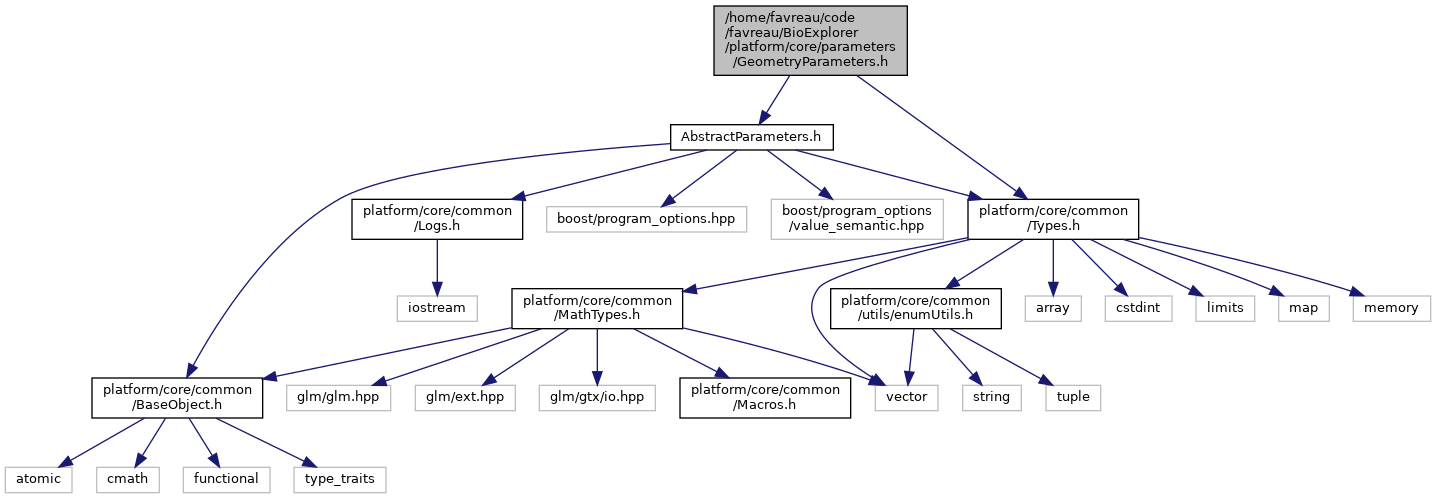 /home/favreau/code
/favreau/BioExplorer
/platform/core/parameters
/GeometryParameters.h
AbstractParameters.h
platform/core/common
/Logs.h
boost/program_options.hpp
boost/program_options
/value_semantic.hpp
platform/core/common
/Types.h
iostream
platform/core/common
/MathTypes.h
platform/core/common
/utils/enumUtils.h
array
cstdint
limits
map
memory
platform/core/common
/BaseObject.h
glm/glm.hpp
glm/ext.hpp
glm/gtx/io.hpp
platform/core/common
/Macros.h
vector
string
tuple
atomic
cmath
functional
type_traits